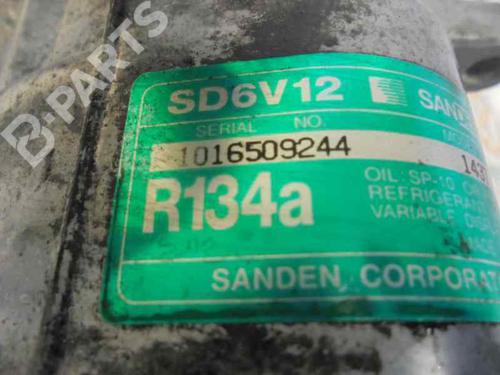 B-PARTS
SD6V12 SANDEN
SERIAL NO.
1016509244
R134a
OIL: SP-10
REFRIGERANT
VARIABLE
SANDEN CORPORAT